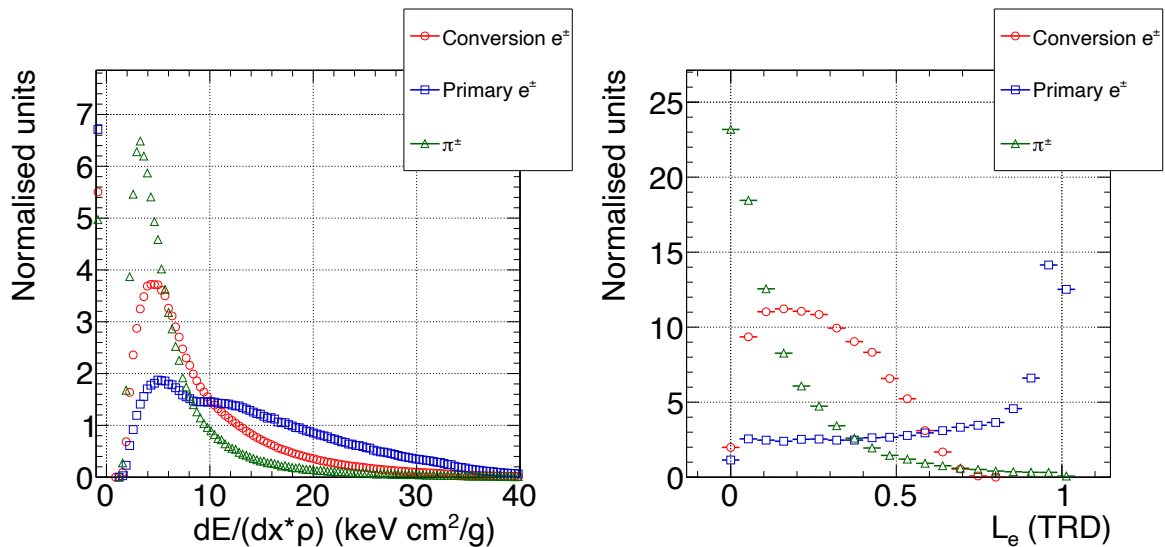 Conversion e±
Primary e±
π±
Normalised units
7
6
5
4
3
2
1
0
0
10
20
30
40
dE/(dx*ρ) (keV cm²/g)
Conversion e±
Primary e±
π±
Normalised units
25
20
15
10
5
0
0
0.5
1
Lₑ (TRD)